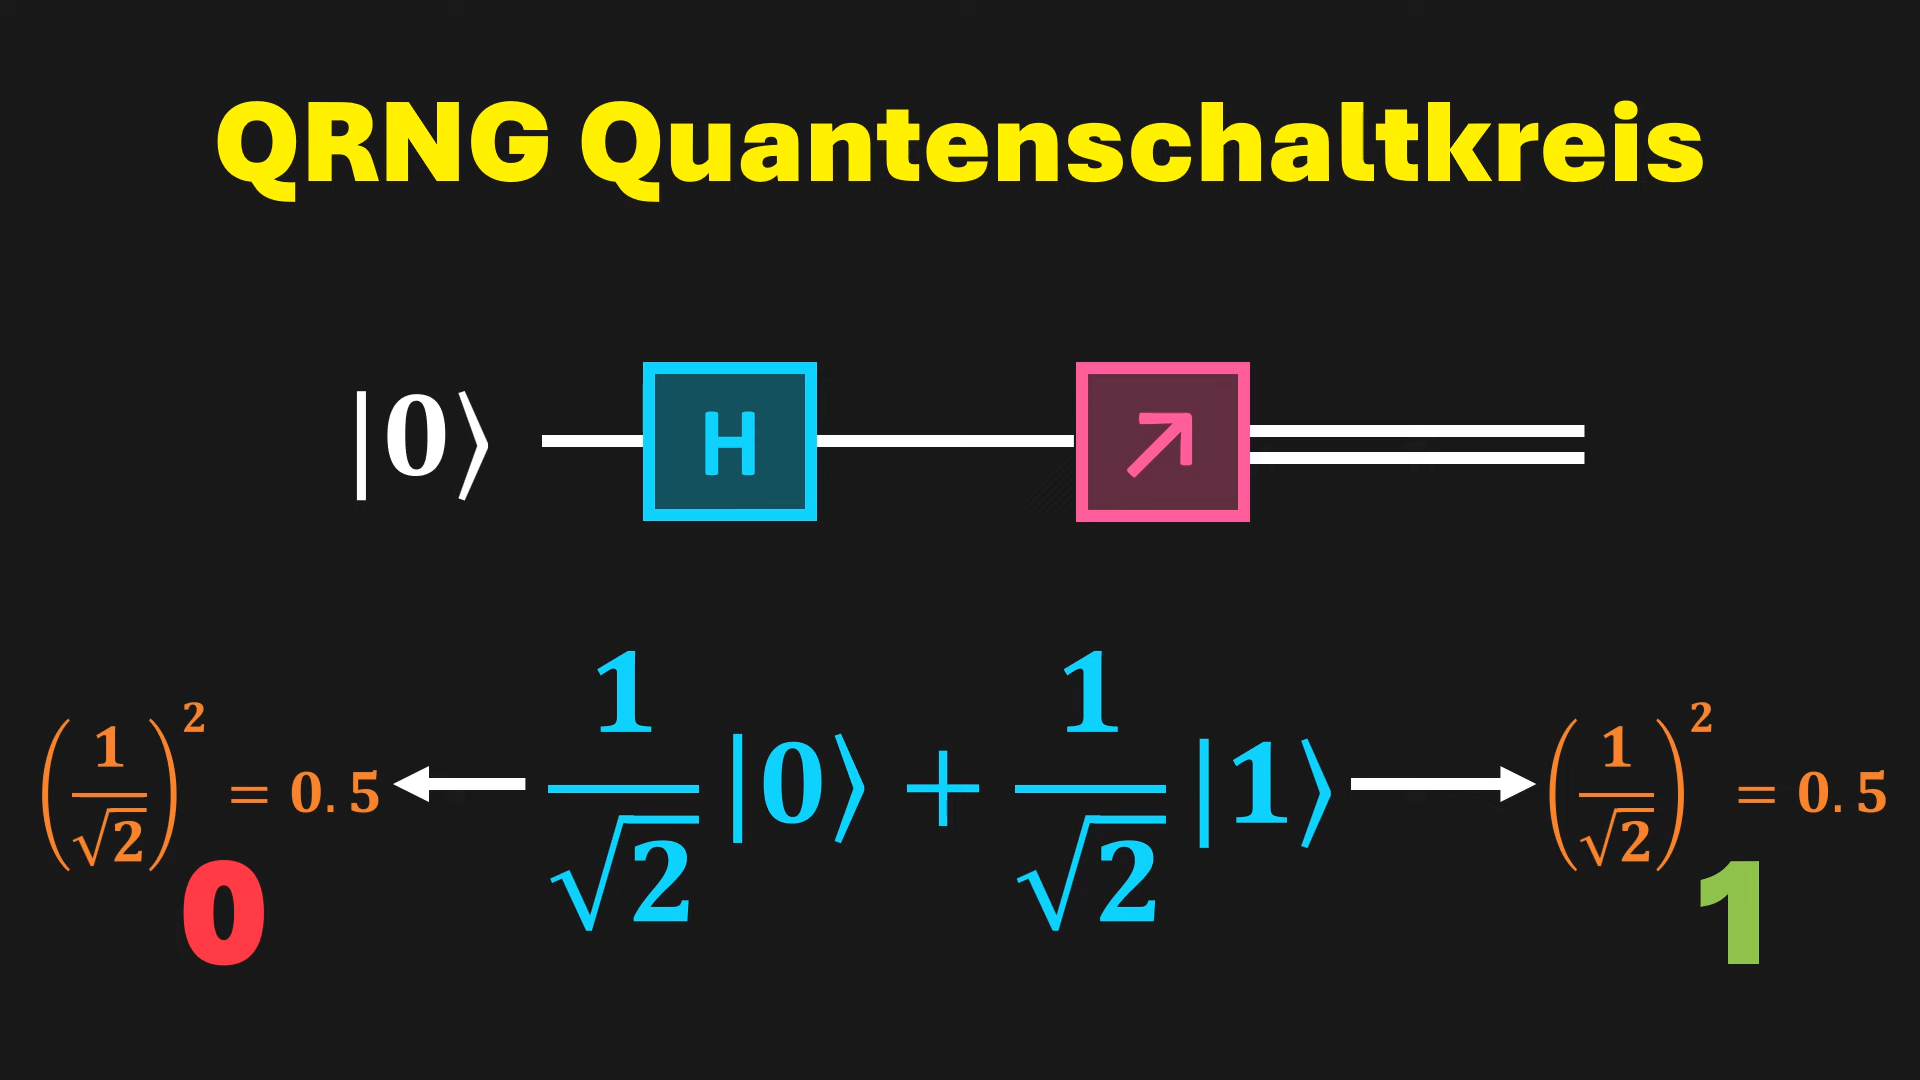 QRNG Quantenschaltkreis
|0⟩ H ↗
(1/√2)² = 0.5 ← 1/√2 |0⟩ + 1/√2 |1⟩ → (1/√2)² = 0.5
0 1